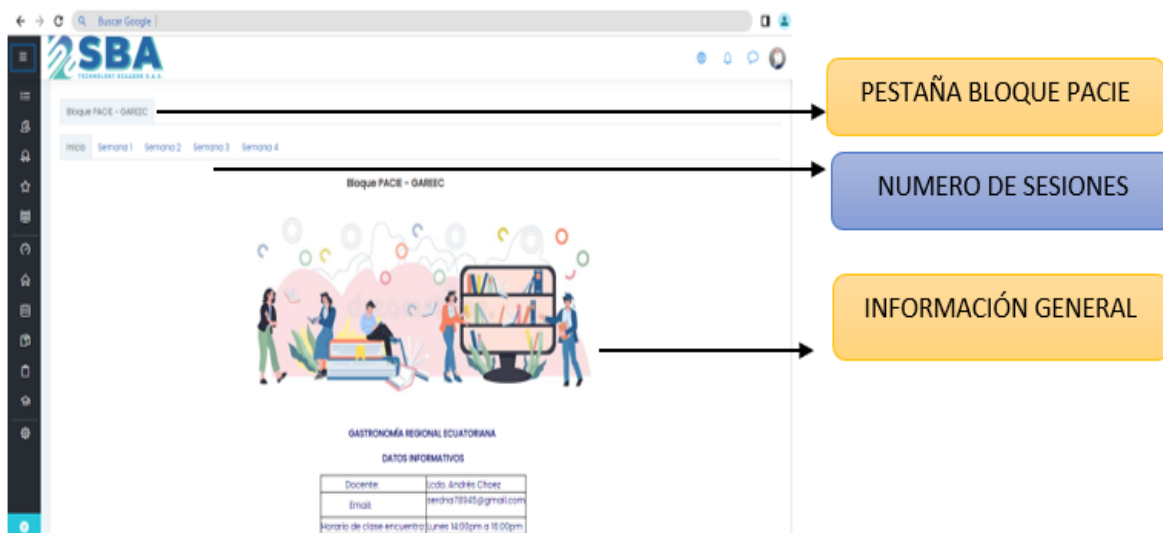 Buscar Google
SBA
TECHNOLOGY ECUADOR S.A.S.
Bloque PACIE - GAREEC
Inicio Semana 1 Semana 2 Semana 3 Semana 4
Bloque PACIE - GAREEC
GASTRONOMÍA REGIONAL ECUATORIANA
DATOS INFORMATIVOS
Docente: Lcdo. Andrés Choez
Email: serdna78945@gmail.com
Horario de clase encuentro: Lunes 14:00pm a 16:00pm
PESTAÑA BLOQUE PACIE
NUMERO DE SESIONES
INFORMACIÓN GENERAL